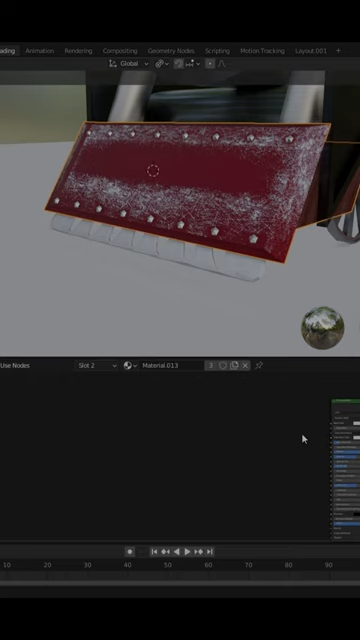 ading Animation Rendering Compositing Geometry Nodes Scripting Motion Tracking Layout.001 +
Global
Use Nodes Slot 2 Material.013 3
10 20 30 40 50 60 70 80 90